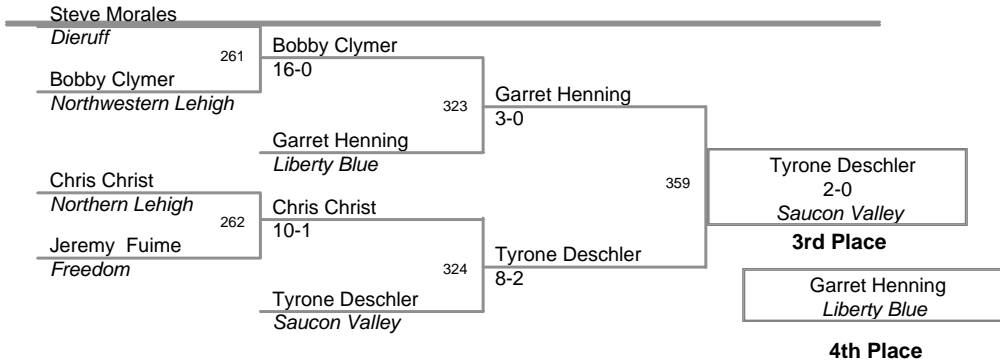 Steve Morales
Dieruff
261
Bobby Clymer
16-0
Bobby Clymer
Northwestern Lehigh
323
Garret Henning
3-0
Garret Henning
Liberty Blue
359
Tyrone Deschler
2-0
Saucon Valley
3rd Place
Chris Christ
Northern Lehigh
262
Chris Christ
10-1
Jeremy Fuime
Freedom
324
Tyrone Deschler
8-2
Tyrone Deschler
Saucon Valley
Garret Henning
Liberty Blue
4th Place